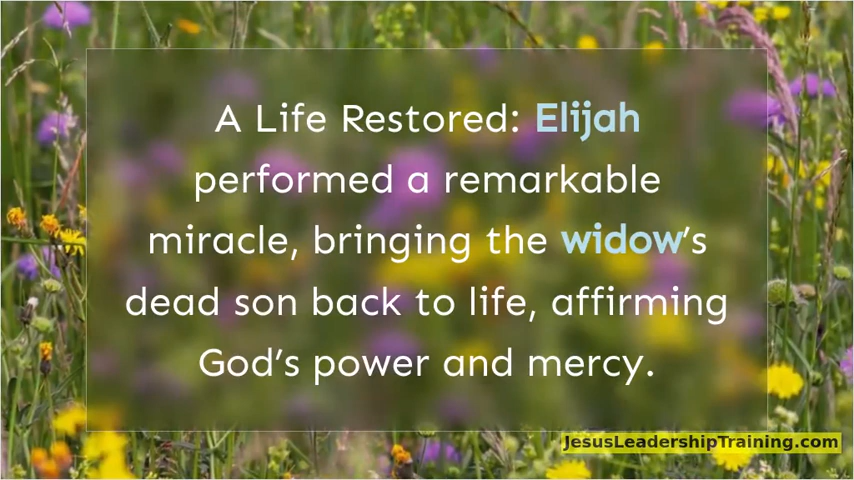 A Life Restored: Elijah
performed a remarkable
miracle, bringing the widow’s
dead son back to life, affirming
God’s power and mercy.
JesusLeadershipTraining.com